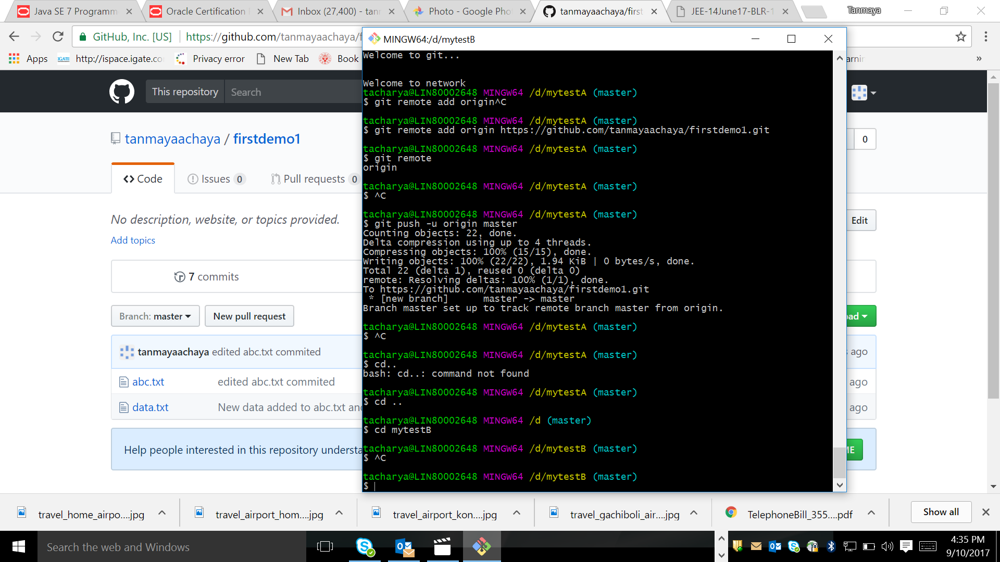 Java SE 7 Programm
Oracle Certification
Inbox (27,400) - tan
Photo - Google Pho
tanmayaachaya/first
JEE-14June17-BLR-1
Tanmaya
GitHub, Inc. [US]
https://github.com/tanmayaachaya/f
Apps
IGATE
http://ispace.igate.co
Privacy error
New Tab
Book
»
This repository
Search
tanmayaachaya / firstdemo1
0
Code
Issues 0
Pull requests 0
No description, website, or topics provided.
Edit
Add topics
7 commits
Branch: master
New pull request
oad
tanmayaachaya edited abc.txt commited
ago
abc.txt
edited abc.txt commited
ago
data.txt
New data added to abc.txt an
ago
Help people interested in this repository understa
ME
MINGW64:/d/mytestB
Welcome to git...
Welcome to network
tacharya@LIN80002648 MINGW64 /d/mytestA (master)
$ git remote add origin^C
tacharya@LIN80002648 MINGW64 /d/mytestA (master)
$ git remote add origin https://github.com/tanmayaachaya/firstdemo1.git
tacharya@LIN80002648 MINGW64 /d/mytestA (master)
$ git remote
origin
tacharya@LIN80002648 MINGW64 /d/mytestA (master)
$ ^C
tacharya@LIN80002648 MINGW64 /d/mytestA (master)
$ git push -u origin master
Counting objects: 22, done.
Delta compression using up to 4 threads.
Compressing objects: 100% (15/15), done.
Writing objects: 100% (22/22), 1.94 KiB | 0 bytes/s, done.
Total 22 (delta 1), reused 0 (delta 0)
remote: Resolving deltas: 100% (1/1), done.
To https://github.com/tanmayaachaya/firstdemo1.git
* [new branch]      master -> master
Branch master set up to track remote branch master from origin.
tacharya@LIN80002648 MINGW64 /d/mytestA (master)
$ ^C
tacharya@LIN80002648 MINGW64 /d/mytestA (master)
$ cd..
bash: cd..: command not found
tacharya@LIN80002648 MINGW64 /d/mytestA (master)
$ cd ..
tacharya@LIN80002648 MINGW64 /d (master)
$ cd mytestB
tacharya@LIN80002648 MINGW64 /d/mytestB (master)
$ ^C
tacharya@LIN80002648 MINGW64 /d/mytestB (master)
$
travel_home_airpo....jpg
travel_airport_hom....jpg
travel_airport_kon....jpg
travel_gachiboli_air....jpg
TelephoneBill_355....pdf
Show all
Search the web and Windows
4:35 PM
9/10/2017